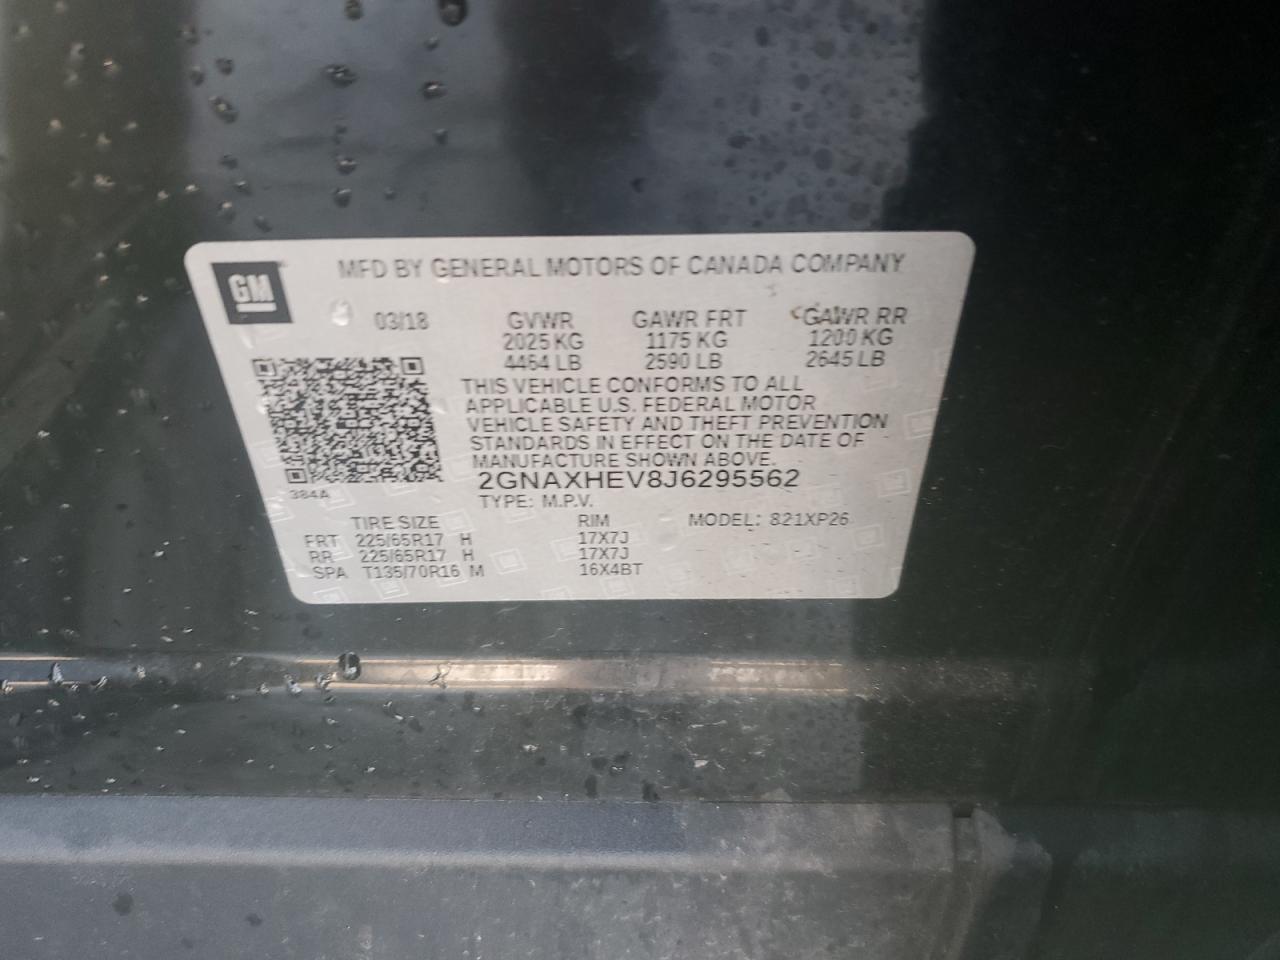 GM
MFD BY GENERAL MOTORS OF CANADA COMPANY
03/18 GVWR GAWR FRT GAWR RR
2025 KG 1175 KG 1200 KG
4464 LB 2590 LB 2645 LB
THIS VEHICLE CONFORMS TO ALL
APPLICABLE U.S. FEDERAL MOTOR
VEHICLE SAFETY AND THEFT PREVENTION
STANDARDS IN EFFECT ON THE DATE OF
MANUFACTURE SHOWN ABOVE.
2GNAXHEV8J6295562
384A
TYPE: M.P.V.
TIRE SIZE RIM MODEL: 821XP26
FRT 225/65R17 H 17X7J
RR 225/65R17 H 17X7J
SPA T135/70R16 M 16X4BT